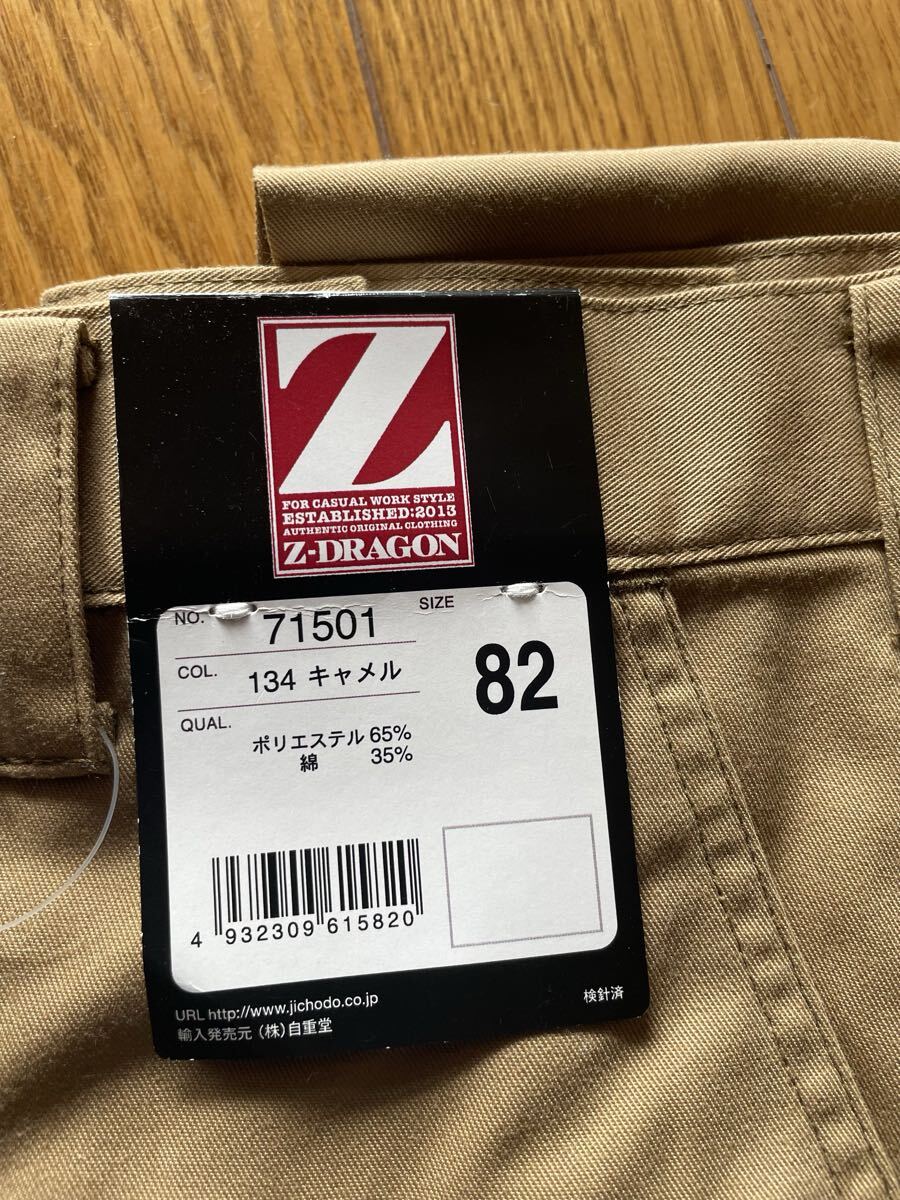 Z
FOR CASUAL WORK STYLE
ESTABLISHED:2013
AUTHENTIC ORIGINAL CLOTHING
Z-DRAGON
NO. 71501
SIZE
82
COL. 134 キャメル
QUAL.
ポリエステル 65%
綿 35%
4 932309 615820
URL http://www.jichodo.co.jp
輸入発売元 (株)自重堂
検針済